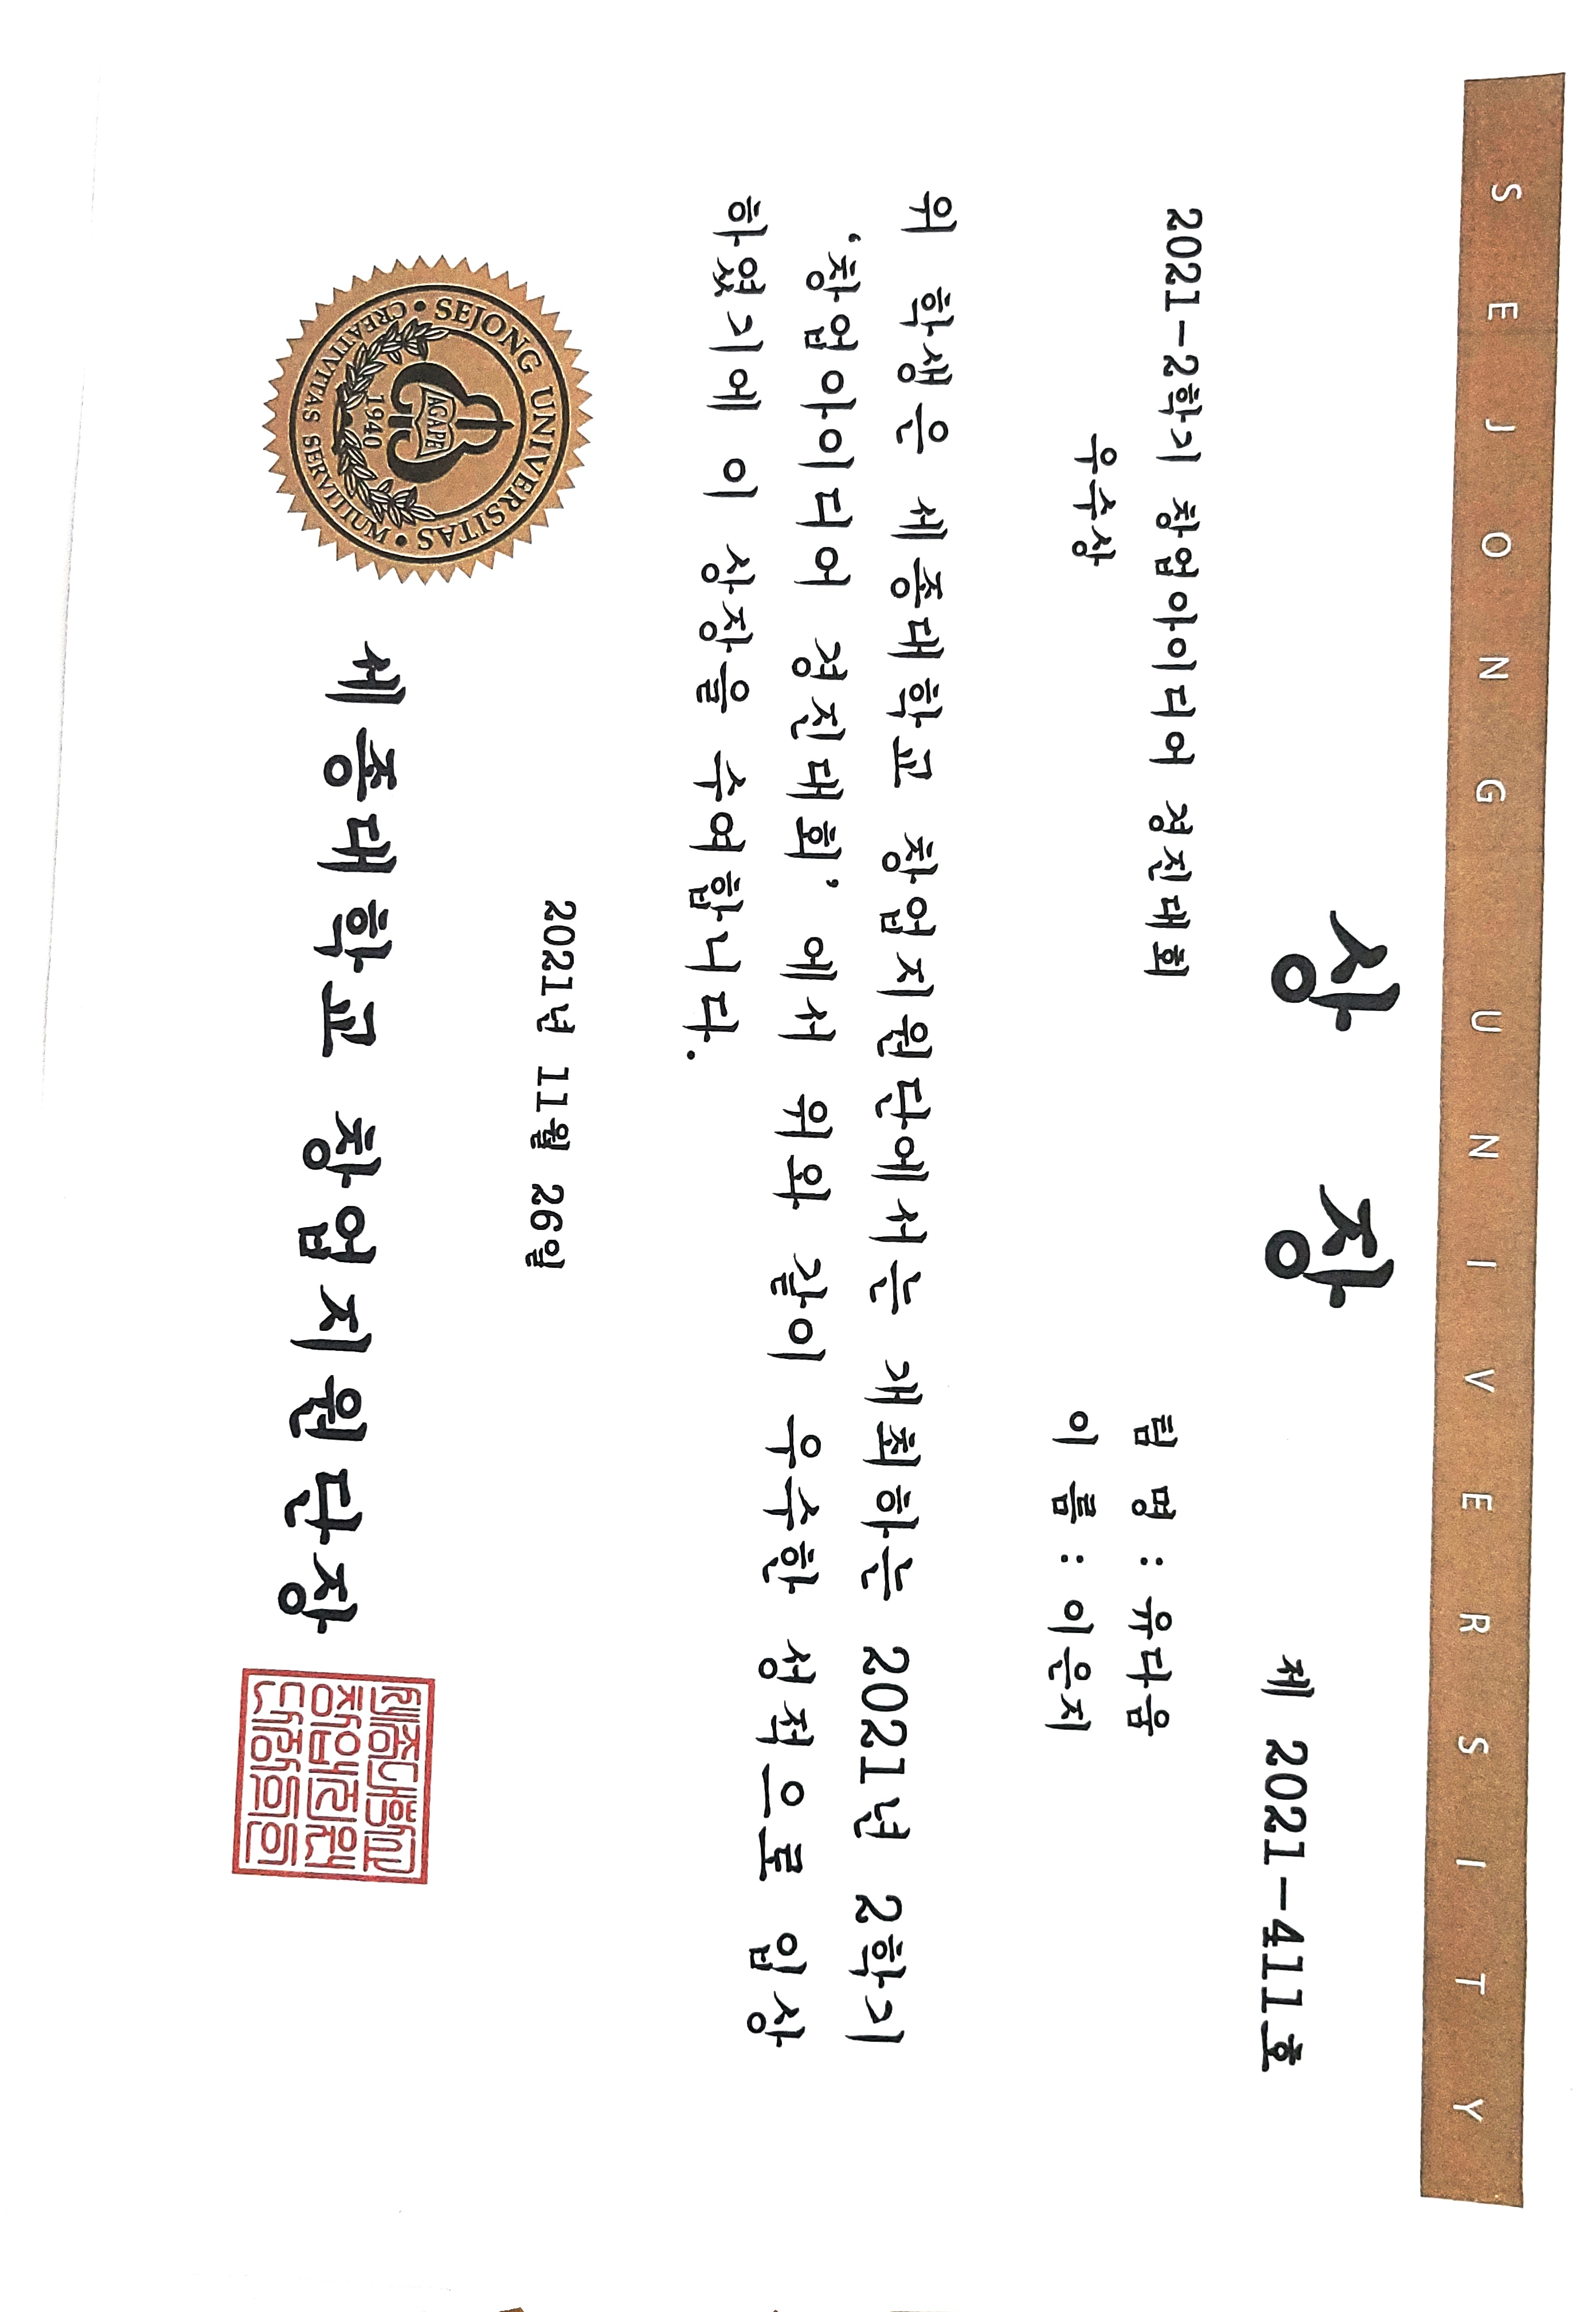 SEJONG UNIVERSITY
상 장
제 2021-411호
2021-2학기 창업아이디어 경진대회
우수상
팀 명 : 유다움
이 름 : 이은지
위 학생은 세종대학교 창업지원단에서는 개최하는 2021년 2학기
‘창업아이디어 경진대회’ 에서 위와 같이 우수한 성적으로 입상
하였기에 이 상장을 수여합니다.
2021년 11월 26일
SEJONG UNIVERSITAS
AGAPE
1940
CREATIVITAS SERVITIUM
세종대학교 창업지원단장
세종대학교
창업지원
단장의인